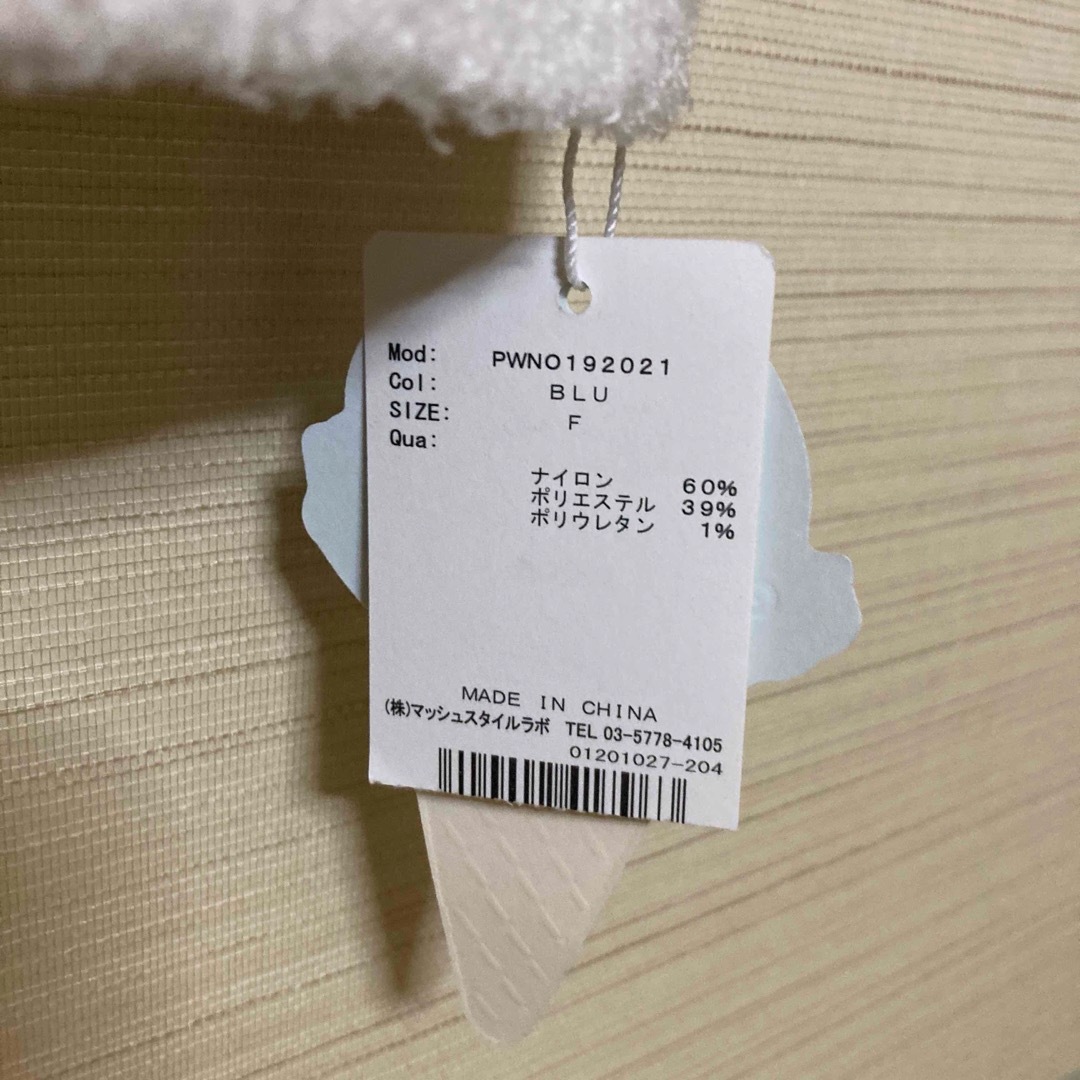 Mod: PWNO192021
Col: BLU
SIZE: F
Qua:
ナイロン 60%
ポリエステル 39%
ポリウレタン 1%
MADE IN CHINA
(株)マッシュスタイルラボ TEL 03-5778-4105
01201027-204